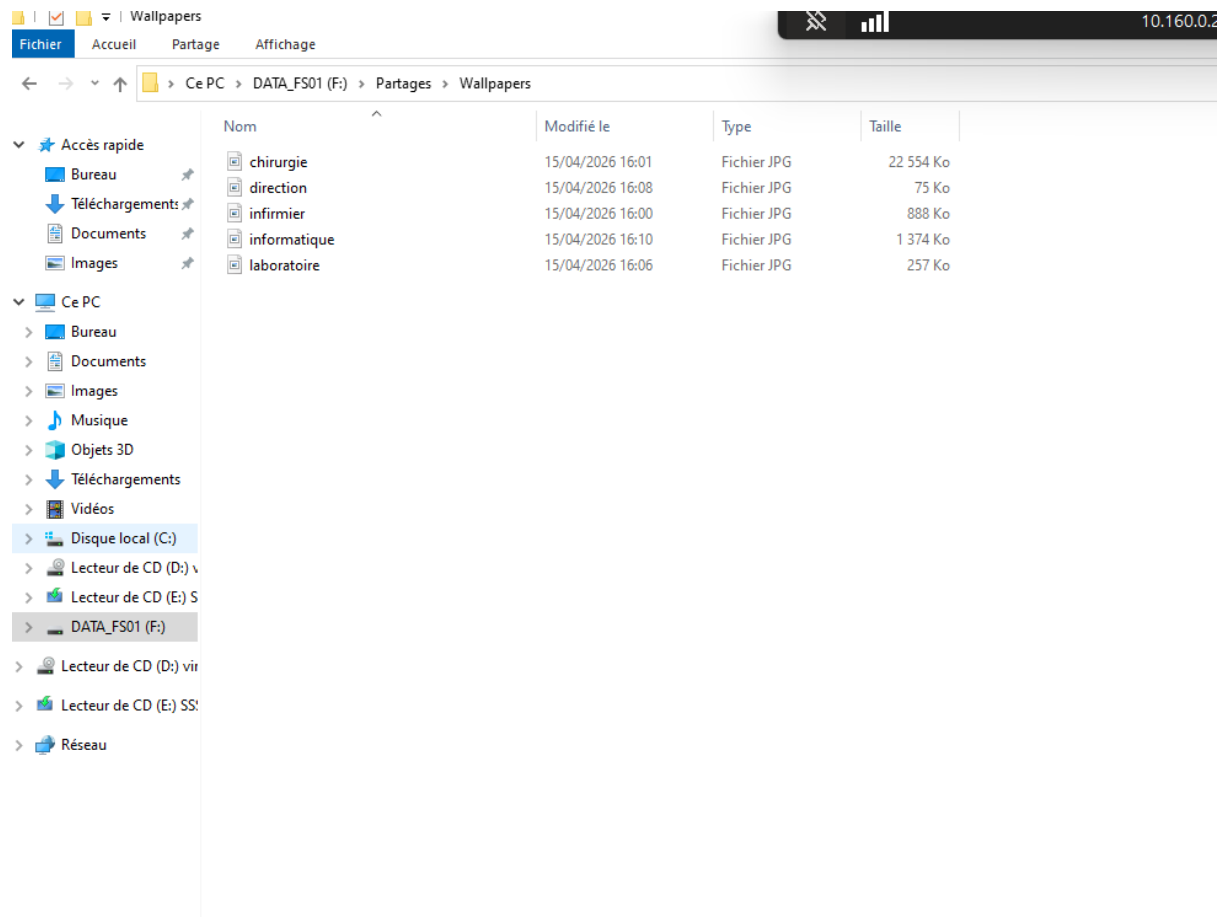 Wallpapers
10.160.0.2
Fichier Accueil Partage Affichage
Ce PC > DATA_FS01 (F:) > Partages > Wallpapers
Nom Modifié le Type Taille
chirurgie 15/04/2026 16:01 Fichier JPG 22 554 Ko
direction 15/04/2026 16:08 Fichier JPG 75 Ko
infirmier 15/04/2026 16:00 Fichier JPG 888 Ko
informatique 15/04/2026 16:10 Fichier JPG 1 374 Ko
laboratoire 15/04/2026 16:06 Fichier JPG 257 Ko
Accès rapide
Bureau
Téléchargements
Documents
Images
Ce PC
Bureau
Documents
Images
Musique
Objets 3D
Téléchargements
Vidéos
Disque local (C:)
Lecteur de CD (D:) v
Lecteur de CD (E:) S
DATA_FS01 (F:)
Lecteur de CD (D:) vir
Lecteur de CD (E:) SS
Réseau